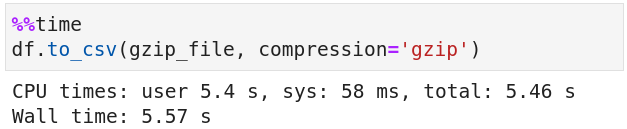 %%time
df.to_csv(gzip_file, compression='gzip')
CPU times: user 5.4 s, sys: 58 ms, total: 5.46 s
Wall time: 5.57 s